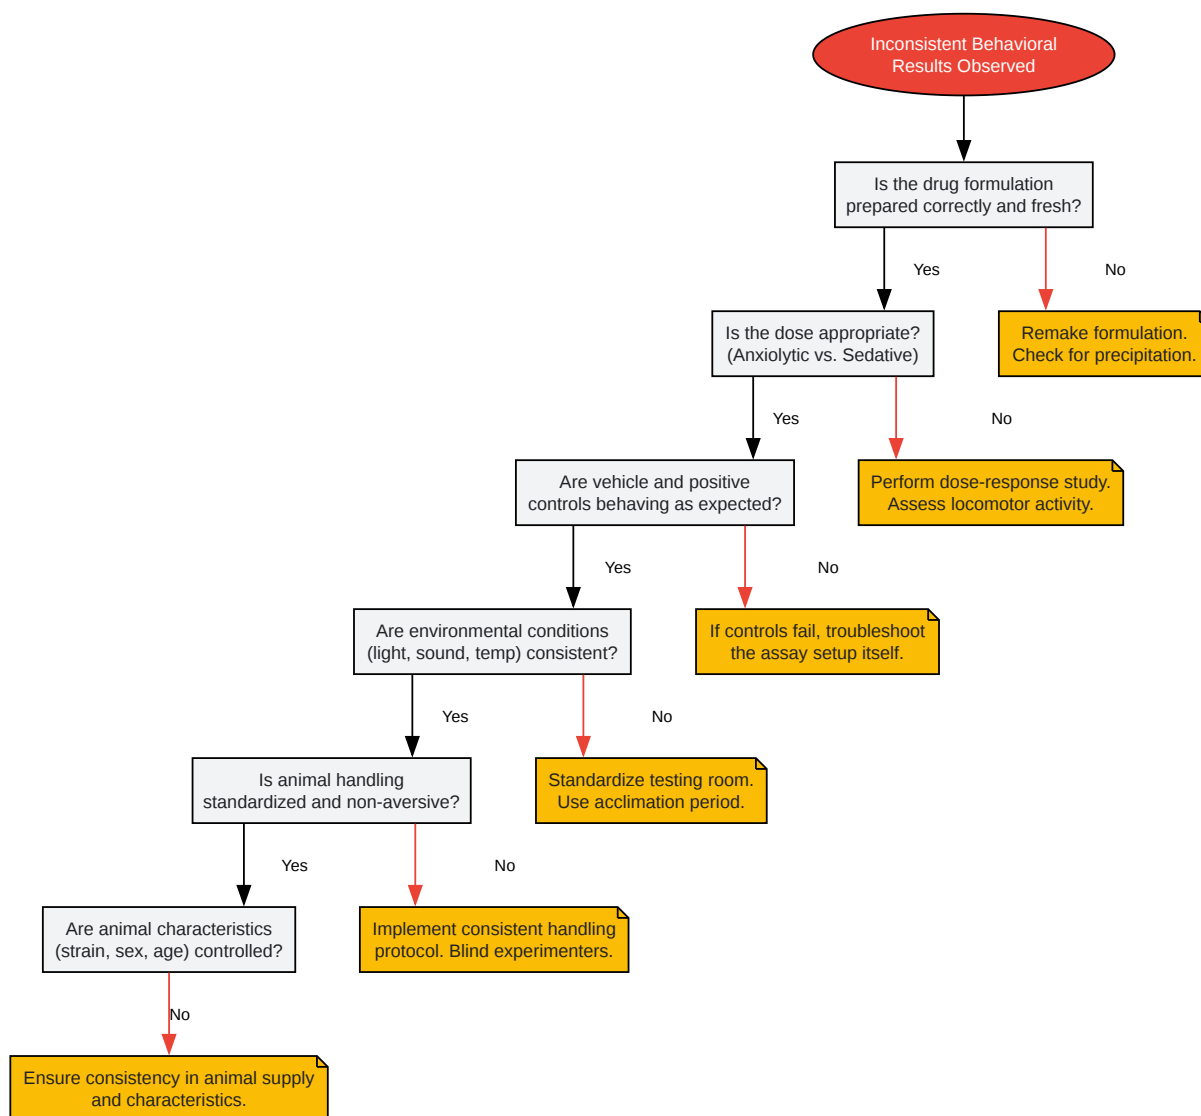 Inconsistent Behavioral
Results Observed
Is the drug formulation
prepared correctly and fresh?
Yes
No
Is the dose appropriate?
(Anxiolytic vs. Sedative)
Remake formulation.
Check for precipitation.
Yes
No
Are vehicle and positive
controls behaving as expected?
Perform dose-response study.
Assess locomotor activity.
Yes
No
Are environmental conditions
(light, sound, temp) consistent?
If controls fail, troubleshoot
the assay setup itself.
Yes
No
Is animal handling
standardized and non-aversive?
Standardize testing room.
Use acclimation period.
Yes
No
Are animal characteristics
(strain, sex, age) controlled?
Implement consistent handling
protocol. Blind experimenters.
No
Ensure consistency in animal supply
and characteristics.